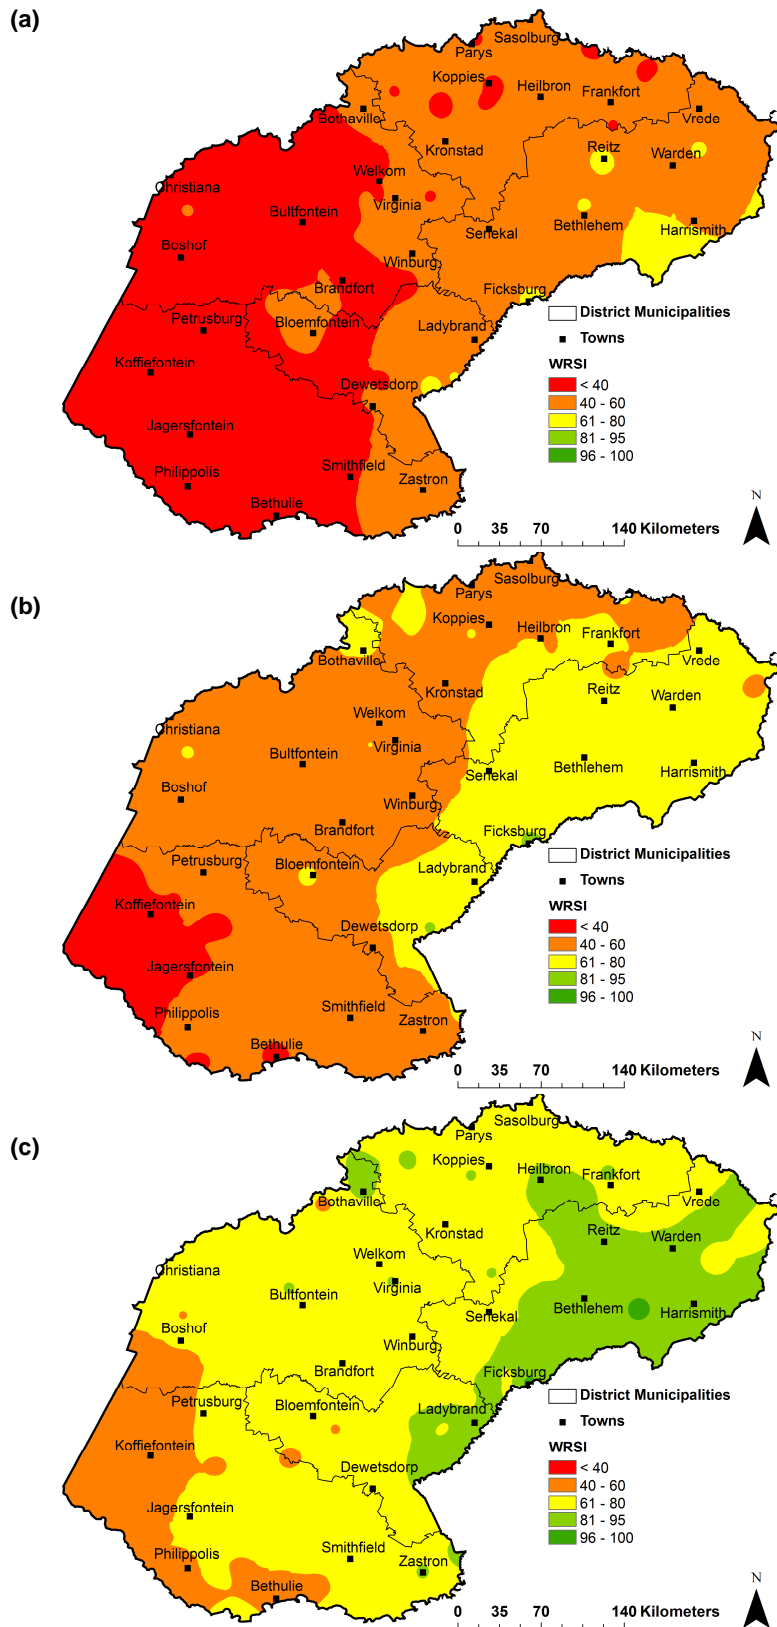 (a)
Sasolburg
Parys
Koppies
Heilbron
Frankfort
Bothaville
Vrede
Kronstad
Reitz
Warden
Welkom
Christiana
Virginia
Bultfontein
Senekal
Bethlehem
Harrismith
Boshof
Winburg
Brandfort
Ficksburg
Petrusburg
Bloemfontein
Ladybrand
District Municipalities
Towns
Koffiefontein
WRSI
Dewetsdorp
< 40
40 - 60
61 - 80
81 - 95
96 - 100
Jagersfontein
Smithfield
Philippolis
Zastron
Bethulie
N
0 35 70 140 Kilometers
(b)
Sasolburg
Parys
Koppies
Heilbron
Frankfort
Bothaville
Vrede
Kronstad
Reitz
Warden
Welkom
Christiana
Virginia
Bultfontein
Senekal
Bethlehem
Harrismith
Boshof
Winburg
Brandfort
Ficksburg
Petrusburg
Bloemfontein
Ladybrand
District Municipalities
Towns
Koffiefontein
WRSI
Dewetsdorp
< 40
40 - 60
61 - 80
81 - 95
96 - 100
Jagersfontein
Smithfield
Philippolis
Zastron
Bethulie
N
0 35 70 140 Kilometers
(c)
Sasolburg
Parys
Koppies
Heilbron
Frankfort
Bothaville
Vrede
Kronstad
Reitz
Warden
Welkom
Christiana
Virginia
Bultfontein
Senekal
Bethlehem
Harrismith
Boshof
Winburg
Brandfort
Ficksburg
Petrusburg
Bloemfontein
Ladybrand
District Municipalities
Towns
Koffiefontein
WRSI
Dewetsdorp
< 40
40 - 60
61 - 80
81 - 95
96 - 100
Jagersfontein
Smithfield
Philippolis
Zastron
Bethulie
N
0 35 70 140 Kilometers